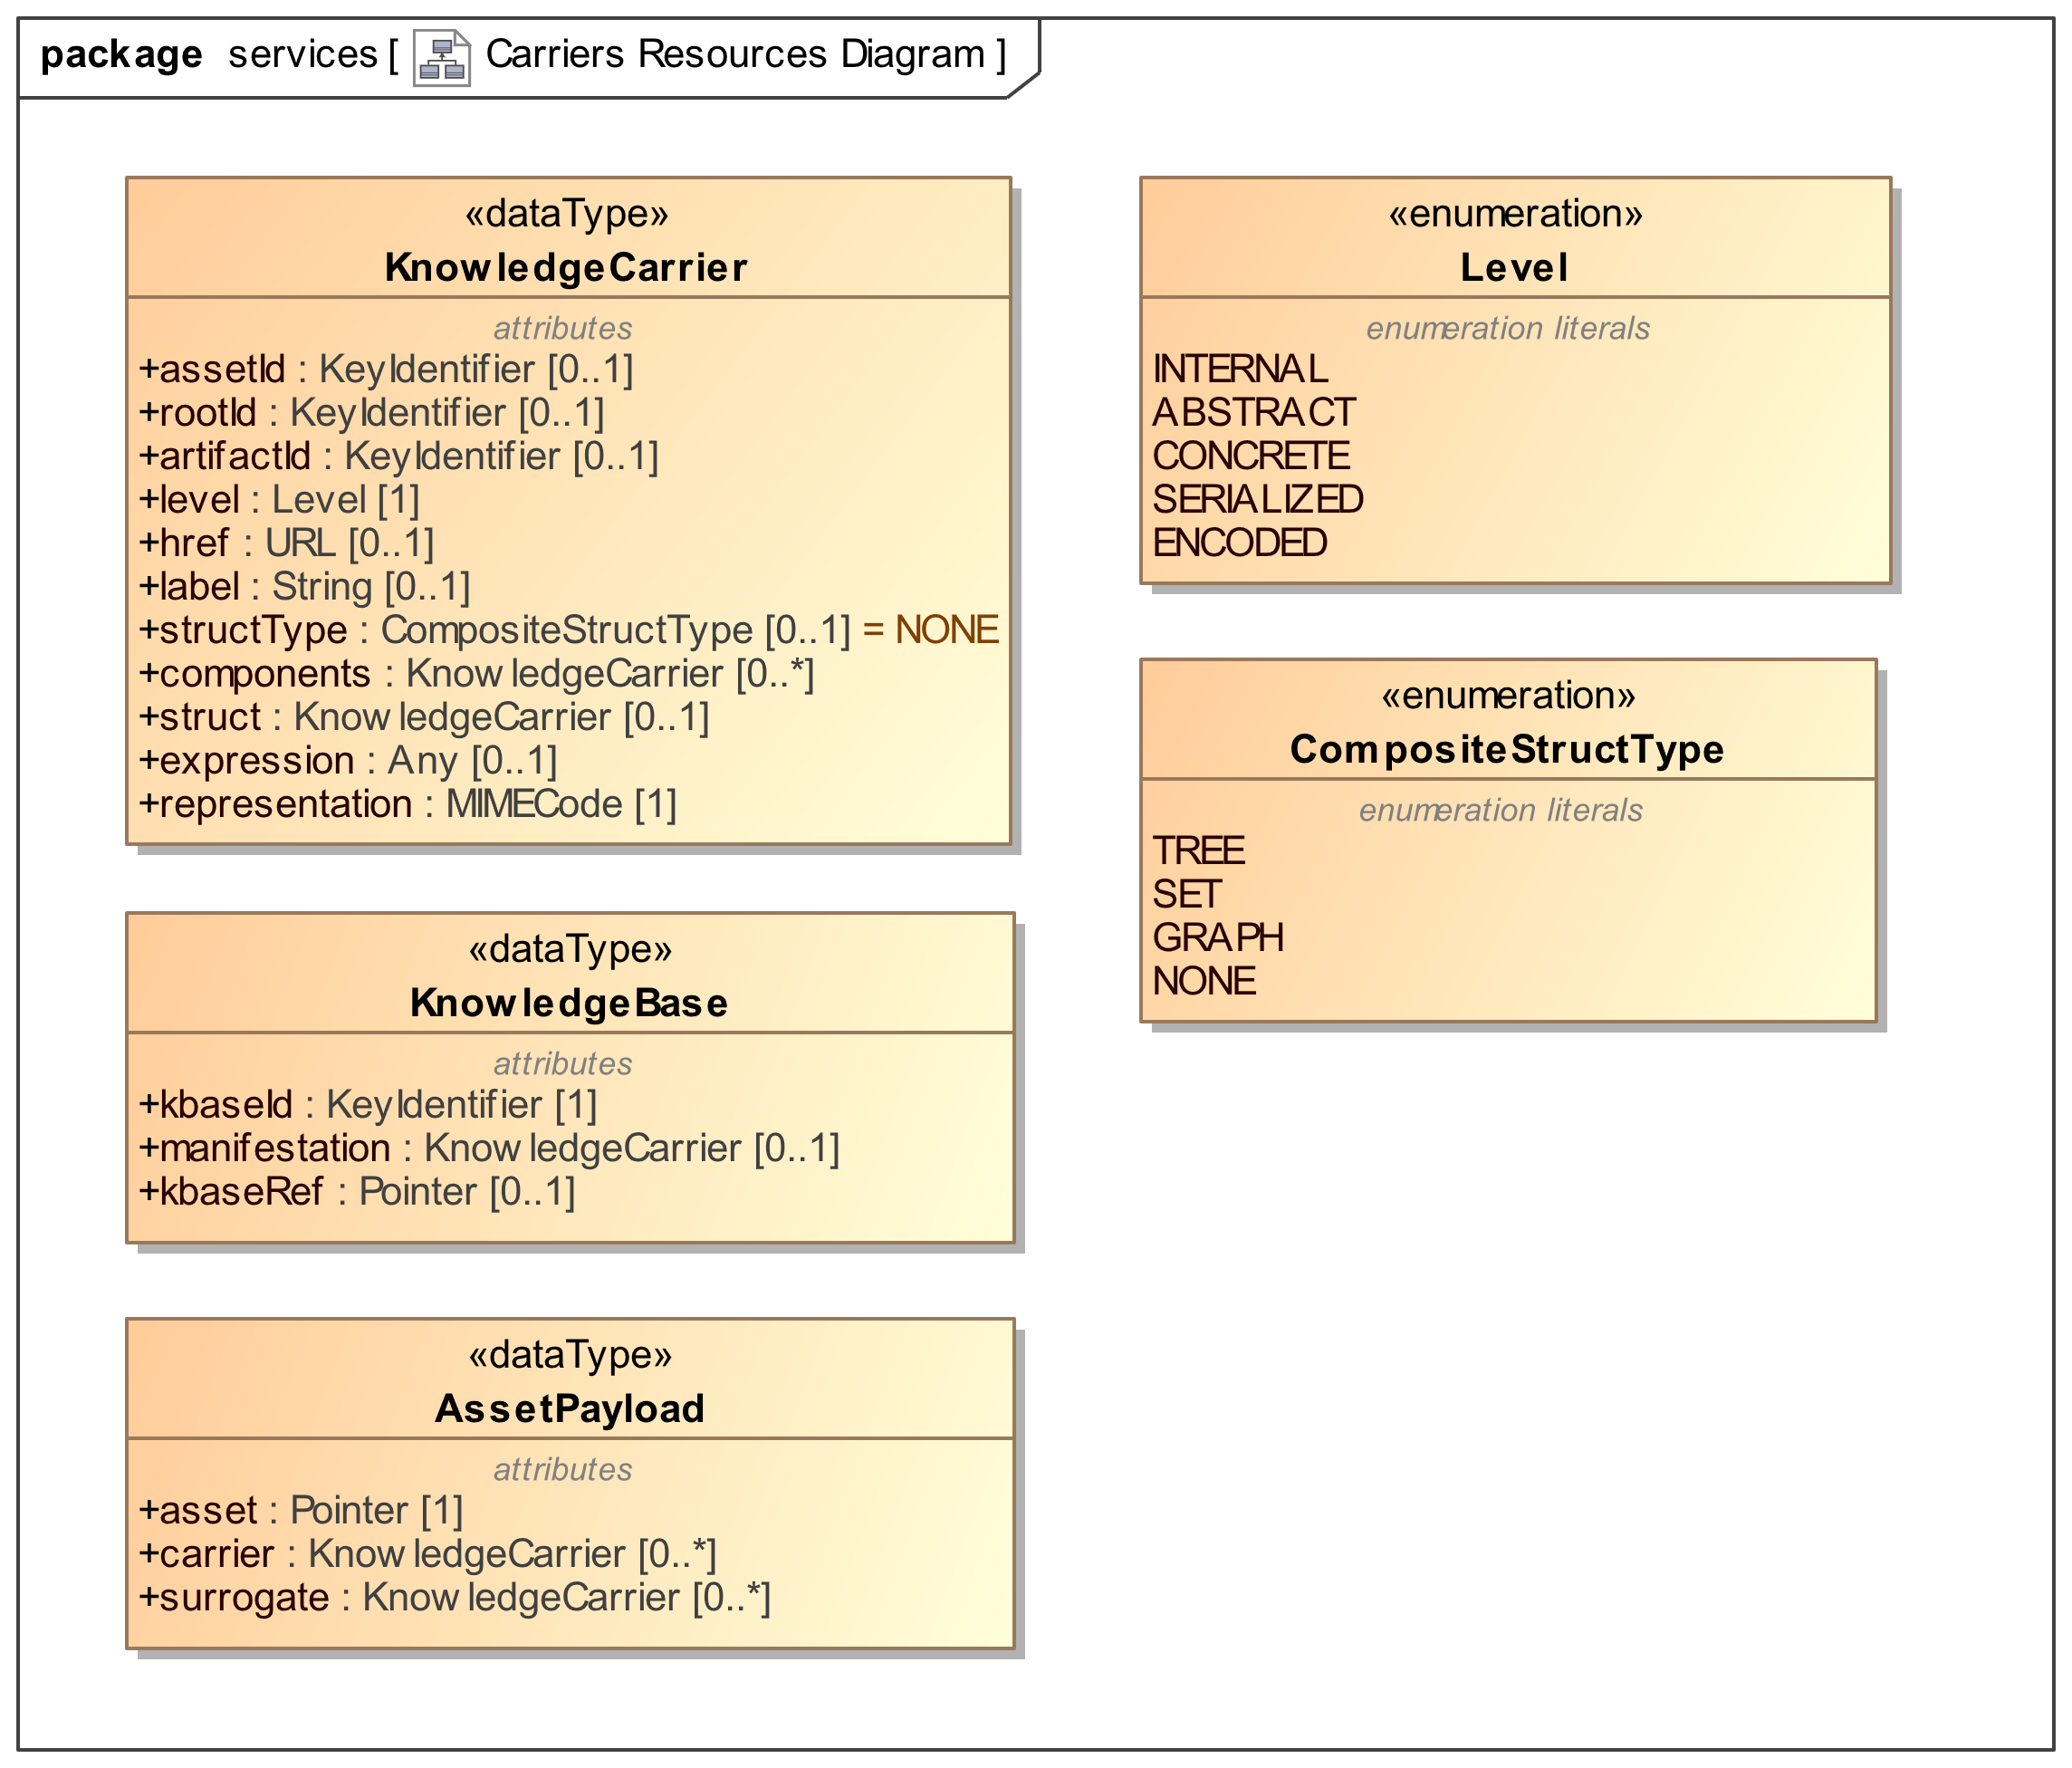 package services [ Carriers Resources Diagram ]
«dataType»
KnowledgeCarrier
attributes
+assetId : KeyIdentifier [0..1]
+rootId : KeyIdentifier [0..1]
+artifactId : KeyIdentifier [0..1]
+level : Level [1]
+href : URL [0..1]
+label : String [0..1]
+structType : CompositeStructType [0..1] = NONE
+components : KnowledgeCarrier [0..*]
+struct : KnowledgeCarrier [0..1]
+expression : Any [0..1]
+representation : MIMECode [1]
«dataType»
KnowledgeBase
attributes
+kbaseId : KeyIdentifier [1]
+manifestation : KnowledgeCarrier [0..1]
+kbaseRef : Pointer [0..1]
«dataType»
AssetPayload
attributes
+asset : Pointer [1]
+carrier : KnowledgeCarrier [0..*]
+surrogate : KnowledgeCarrier [0..*]
«enumeration»
Level
enumeration literals
INTERNAL
ABSTRACT
CONCRETE
SERIALIZED
ENCODED
«enumeration»
CompositeStructType
enumeration literals
TREE
SET
GRAPH
NONE